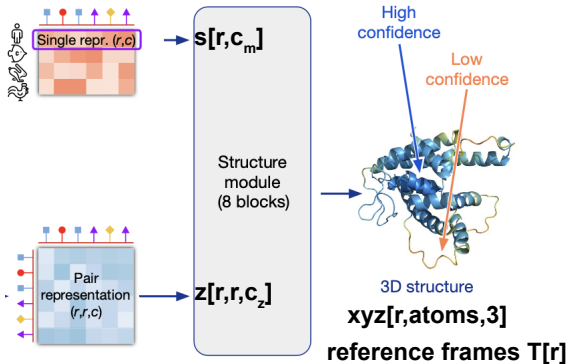 Single repr. (r,c)
s[r,c_m]
High
confidence
Low
confidence
Structure
module
(8 blocks)
Pair
representation
(r,r,c)
z[r,r,c_z]
3D structure
xyz[r,atoms,3]
reference frames T[r]